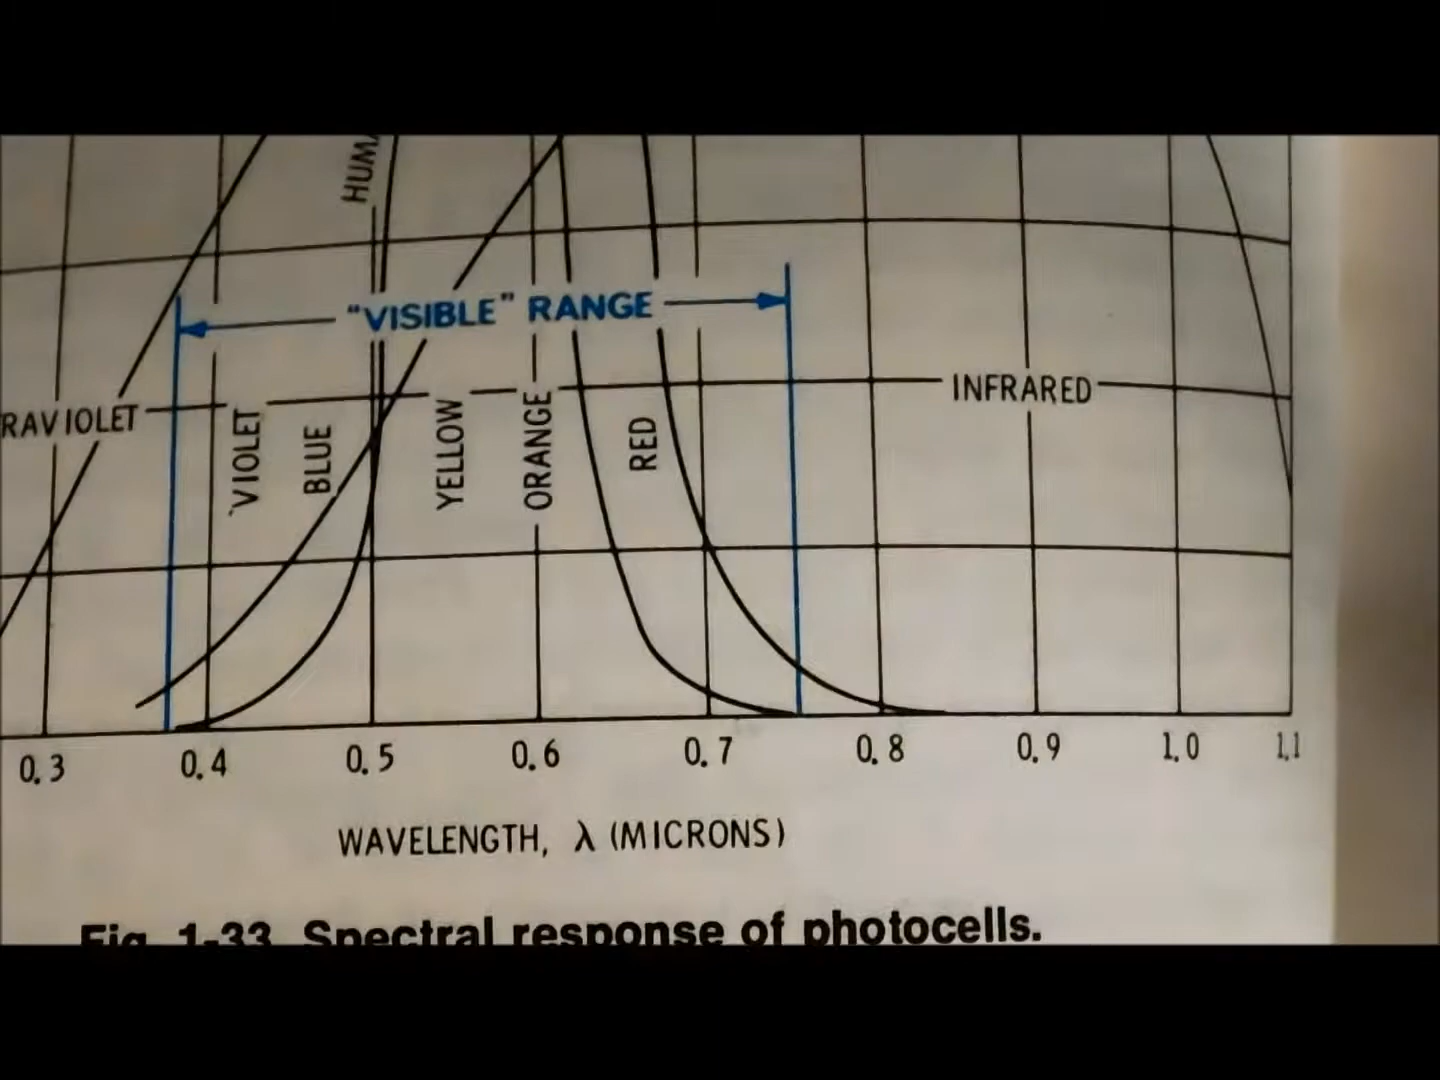 HUMA
"VISIBLE" RANGE
RAVIOLET
VIOLET
BLUE
YELLOW
ORANGE
RED
INFRARED
0.3 0.4 0.5 0.6 0.7 0.8 0.9 1.0 1.1
WAVELENGTH, λ (MICRONS)
Fig. 1-33. Spectral response of photocells.